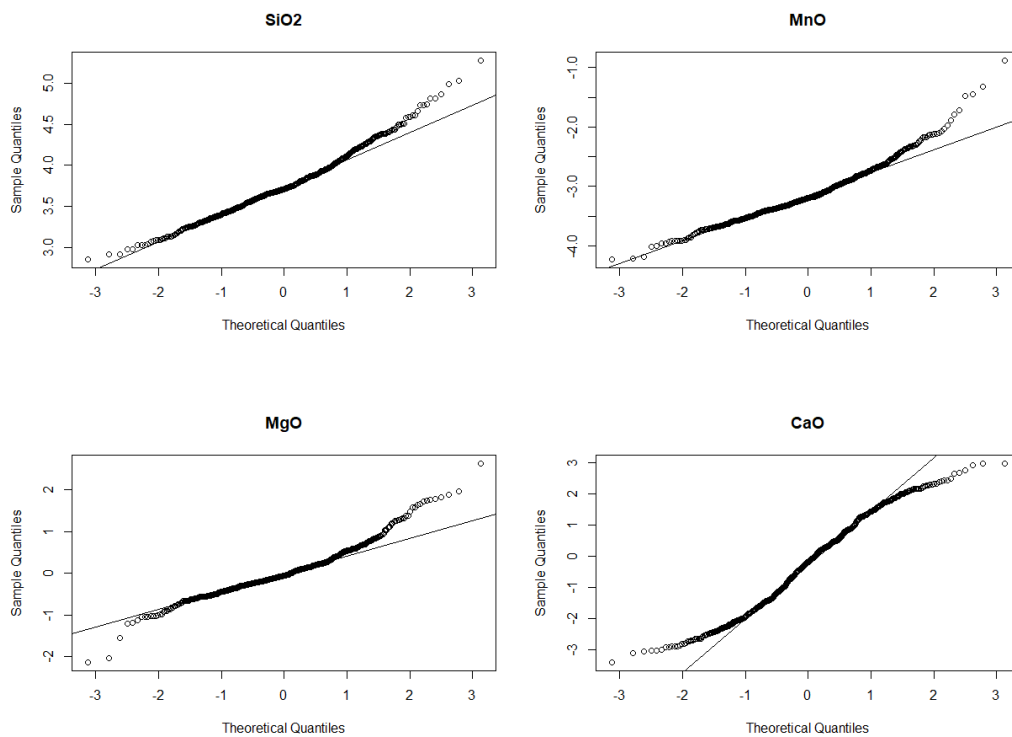 SiO2
Sample Quantiles
5.0
4.5
4.0
3.5
3.0
-3 -2 -1 0 1 2 3
Theoretical Quantiles
MnO
Sample Quantiles
-1.0
-2.0
-3.0
-4.0
-3 -2 -1 0 1 2 3
Theoretical Quantiles
MgO
Sample Quantiles
2
1
0
-1
-2
-3 -2 -1 0 1 2 3
Theoretical Quantiles
CaO
Sample Quantiles
3
2
1
0
-1
-2
-3
-3 -2 -1 0 1 2 3
Theoretical Quantiles